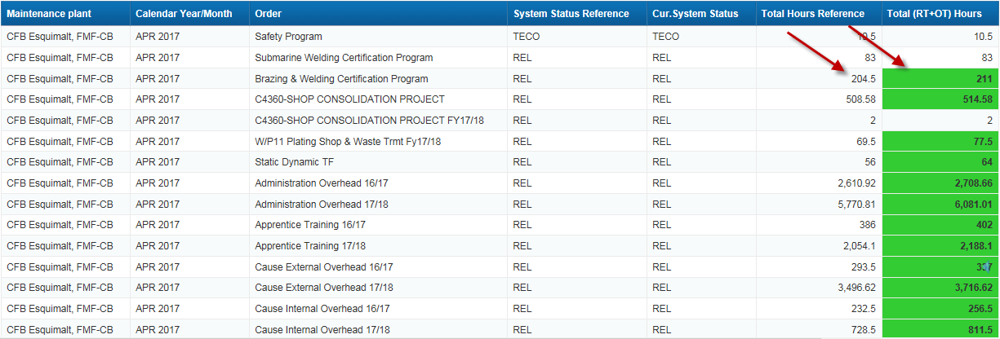 Maintenance plant Calendar Year/Month Order System Status Reference Cur.System Status Total Hours Reference Total (RT+OT) Hours
CFB Esquimalt, FMF-CB APR 2017 Safety Program TECO TECO 10.5 10.5
CFB Esquimalt, FMF-CB APR 2017 Submarine Welding Certification Program REL REL 83 83
CFB Esquimalt, FMF-CB APR 2017 Brazing & Welding Certification Program REL REL 204.5 211
CFB Esquimalt, FMF-CB APR 2017 C4360-SHOP CONSOLIDATION PROJECT REL REL 508.58 514.58
CFB Esquimalt, FMF-CB APR 2017 C4360-SHOP CONSOLIDATION PROJECT FY17/18 REL REL 2 2
CFB Esquimalt, FMF-CB APR 2017 W/P11 Plating Shop & Waste Trmt Fy17/18 REL REL 69.5 77.5
CFB Esquimalt, FMF-CB APR 2017 Static Dynamic TF REL REL 56 64
CFB Esquimalt, FMF-CB APR 2017 Administration Overhead 16/17 REL REL 2,610.92 2,708.66
CFB Esquimalt, FMF-CB APR 2017 Administration Overhead 17/18 REL REL 5,770.81 6,081.01
CFB Esquimalt, FMF-CB APR 2017 Apprentice Training 16/17 REL REL 386 402
CFB Esquimalt, FMF-CB APR 2017 Apprentice Training 17/18 REL REL 2,054.1 2,188.1
CFB Esquimalt, FMF-CB APR 2017 Cause External Overhead 16/17 REL REL 293.5
CFB Esquimalt, FMF-CB APR 2017 Cause External Overhead 17/18 REL REL 3,496.62 3,716.62
CFB Esquimalt, FMF-CB APR 2017 Cause Internal Overhead 16/17 REL REL 232.5 256.5
CFB Esquimalt, FMF-CB APR 2017 Cause Internal Overhead 17/18 REL REL 728.5 811.5